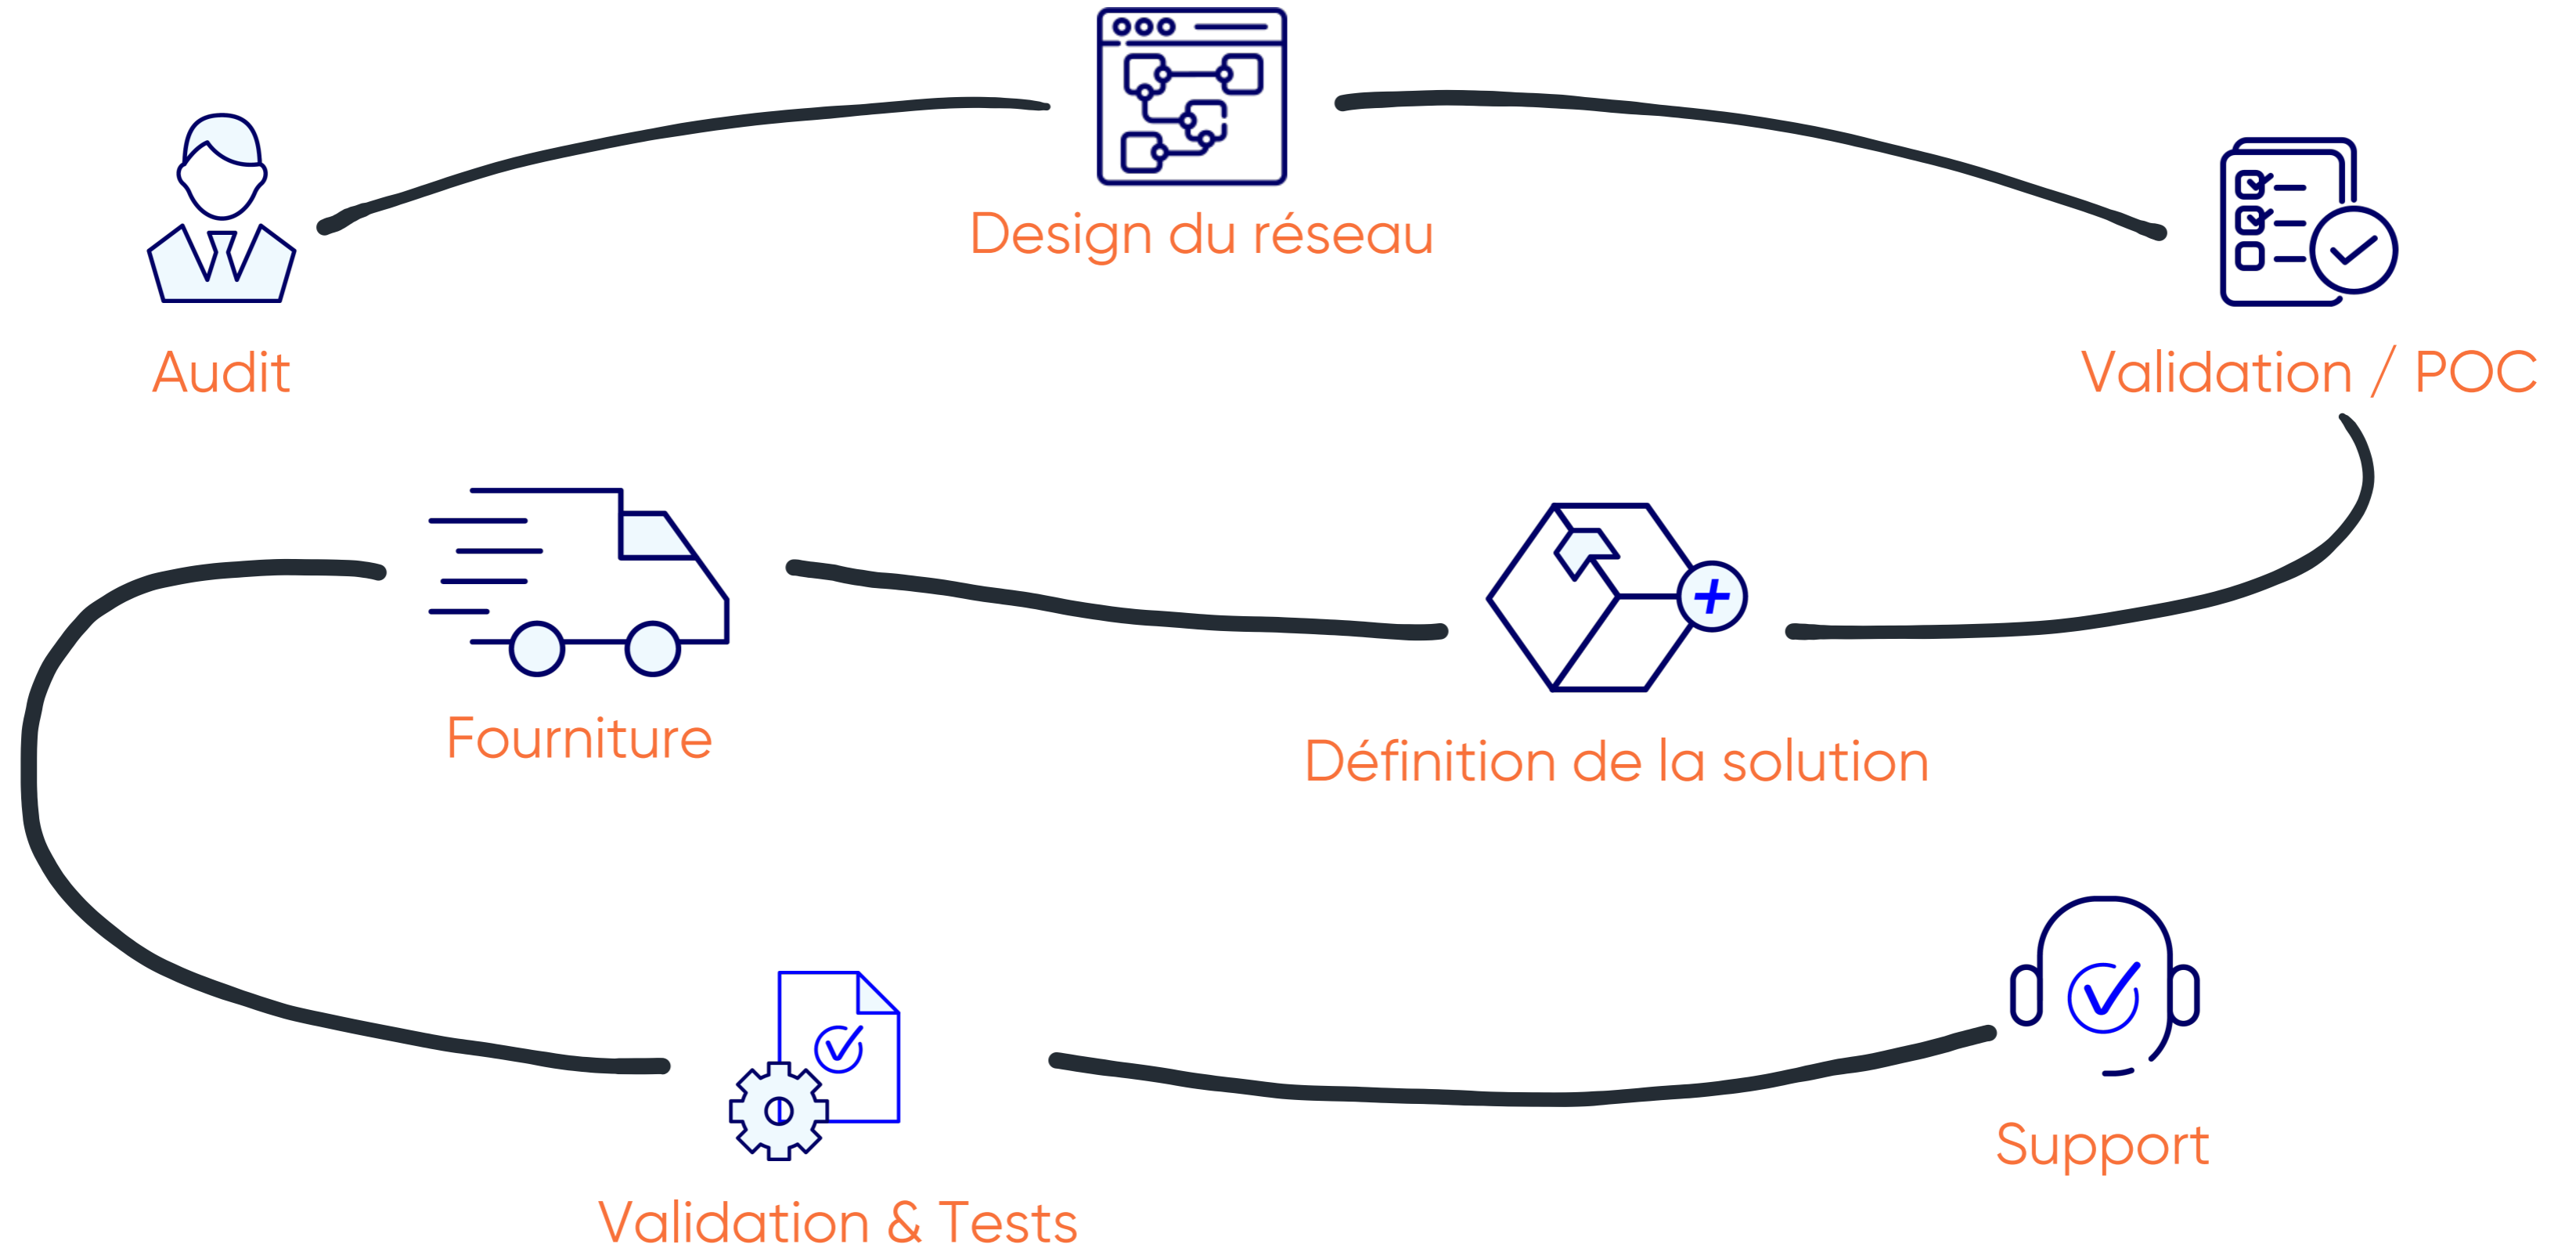 Design du réseau
Audit
Validation / POC
Fourniture
Définition de la solution
Support
Validation & Tests